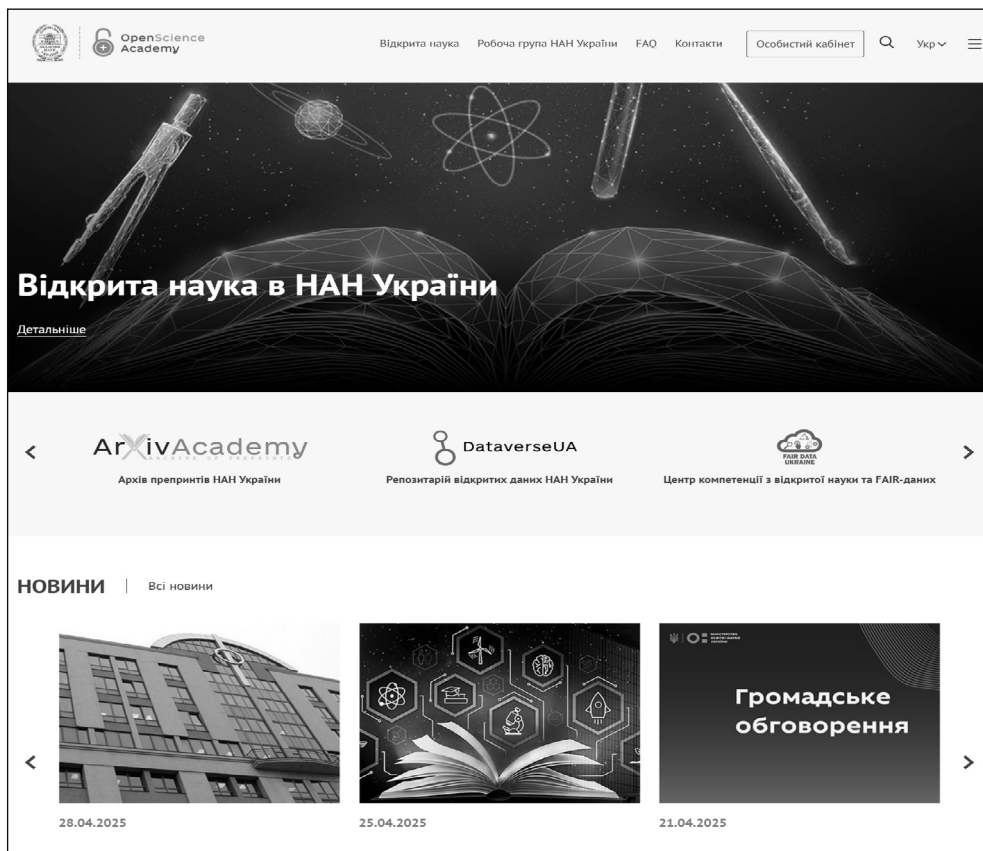 OpenScience
Academy
Відкрита наука
Робоча група НАН України
FAQ
Контакти
Особистий кабінет
Укр
Відкрита наука в НАН України
Детальніше
ArXivAcademy
DataverseUA
FAIR DATA
UKRAINE
Архів препринтів НАН України
Репозитарій відкритих даних НАН України
Центр компетенції з відкритої науки та FAIR-даних
НОВИНИ
Всі новини
Громадське
обговорення
28.04.2025
25.04.2025
21.04.2025